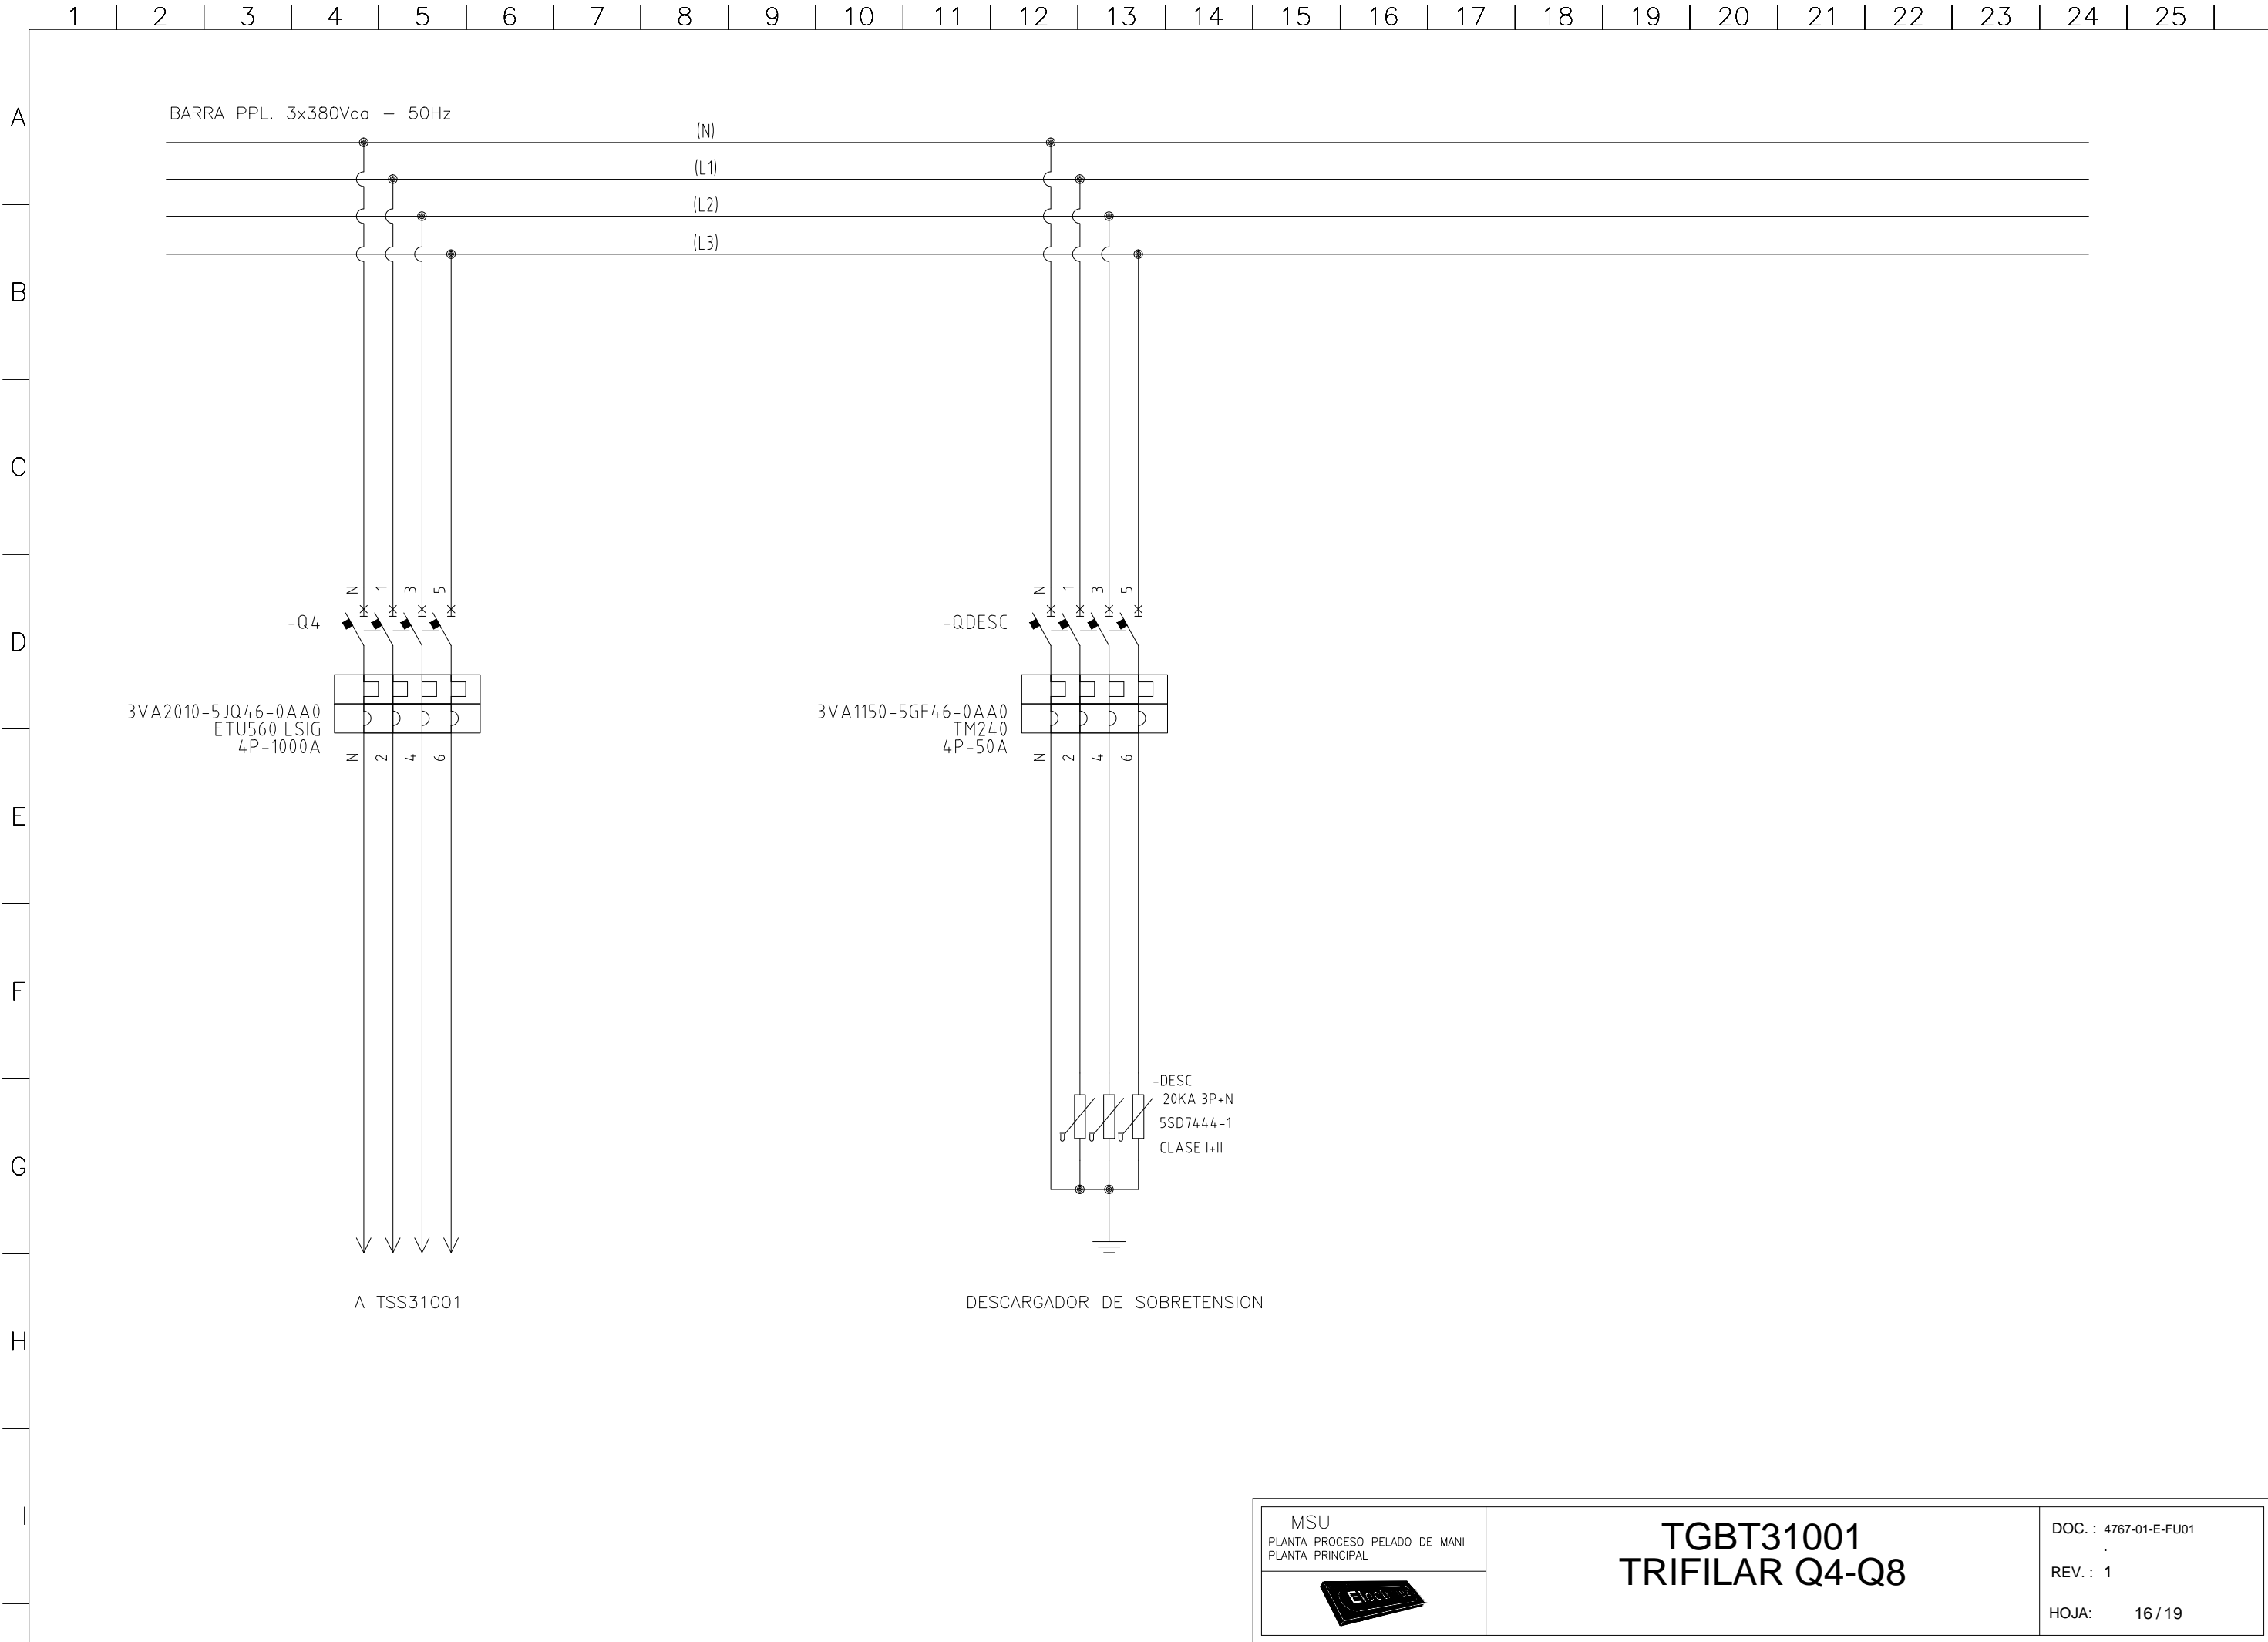 1 2 3 4 5 6 7 8 9 10 11 12 13 14 15 16 17 18 19 20 21 22 23 24 25
A
BARRA PPL. 3x380Vca – 50Hz
(N)
(L1)
(L2)
(L3)
B
C
D
N 1 3 5
-Q4
3VA2010-5JQ46-0AA0
ETU560 LSIG
4P-1000A
N 2 4 6
N 1 3 5
-QDESC
3VA1150-5GF46-0AA0
TM240
4P-50A
N 2 4 6
E
F
G
-DESC
20KA 3P+N
5SD7444-1
CLASE I+II
U U U
A TSS31001
DESCARGADOR DE SOBRETENSION
H
I
MSU
PLANTA PROCESO PELADO DE MANI
PLANTA PRINCIPAL
TGBT31001
TRIFILAR Q4-Q8
DOC. : 4767-01-E-FU01
.
REV. : 1
HOJA: 16 / 19